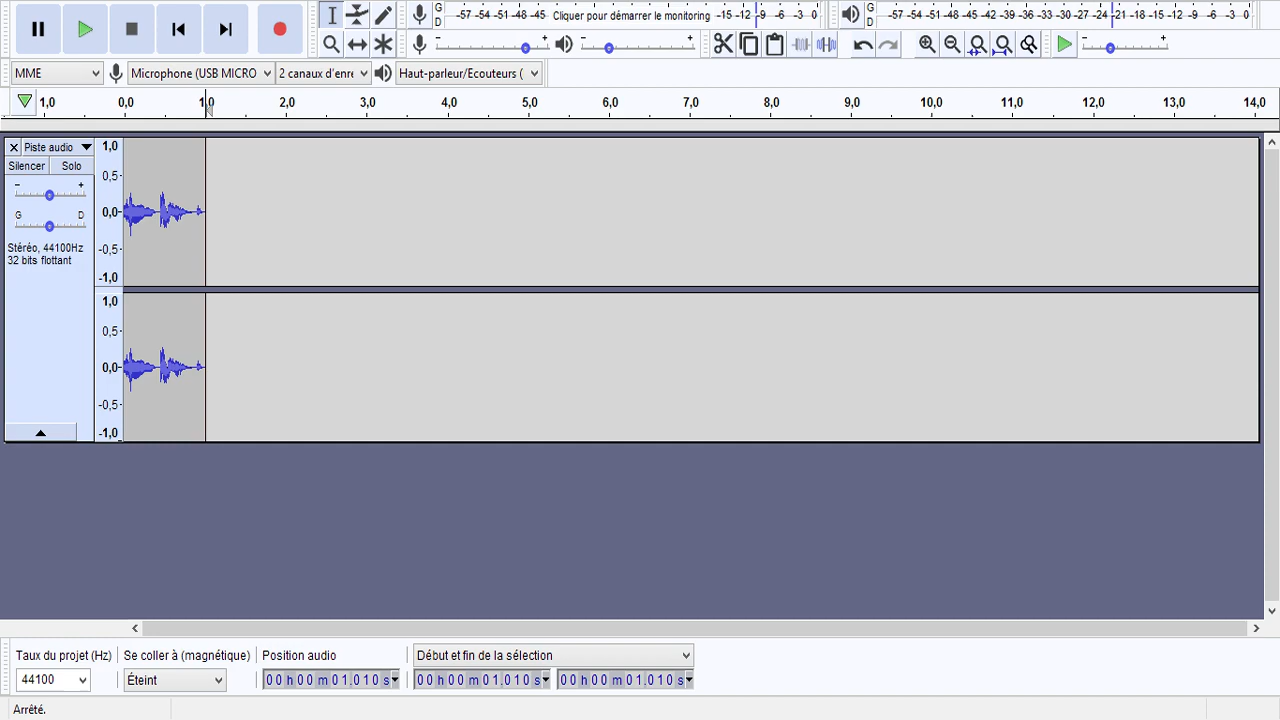 G
D
-57 -54 -51 -48 -45 Cliquer pour démarrer le monitoring -15 -12 -9 -6 -3 0
G
D
-57 -54 -51 -48 -45 -42 -39 -36 -33 -30 -27 -24 -21 -18 -15 -12 -9 -6 -3 0
- + - + - +
MME Microphone (USB MICRO 2 canaux d'enre Haut-parleur/Ecouteurs (
1,0 0,0 1,0 2,0 3,0 4,0 5,0 6,0 7,0 8,0 9,0 10,0 11,0 12,0 13,0 14,0
X Piste audio
Silencer Solo
- +
G D
Stéréo, 44100Hz
32 bits flottant
1,0
0,5-
0,0-
-0,5-
-1,0
1,0
0,5-
0,0-
-0,5-
-1,0
Taux du projet (Hz) Se coller à (magnétique) Position audio Début et fin de la sélection
44100 Éteint 00 h 00 m 01.010 s 00 h 00 m 01.010 s 00 h 00 m 01.010 s
Arrêté.